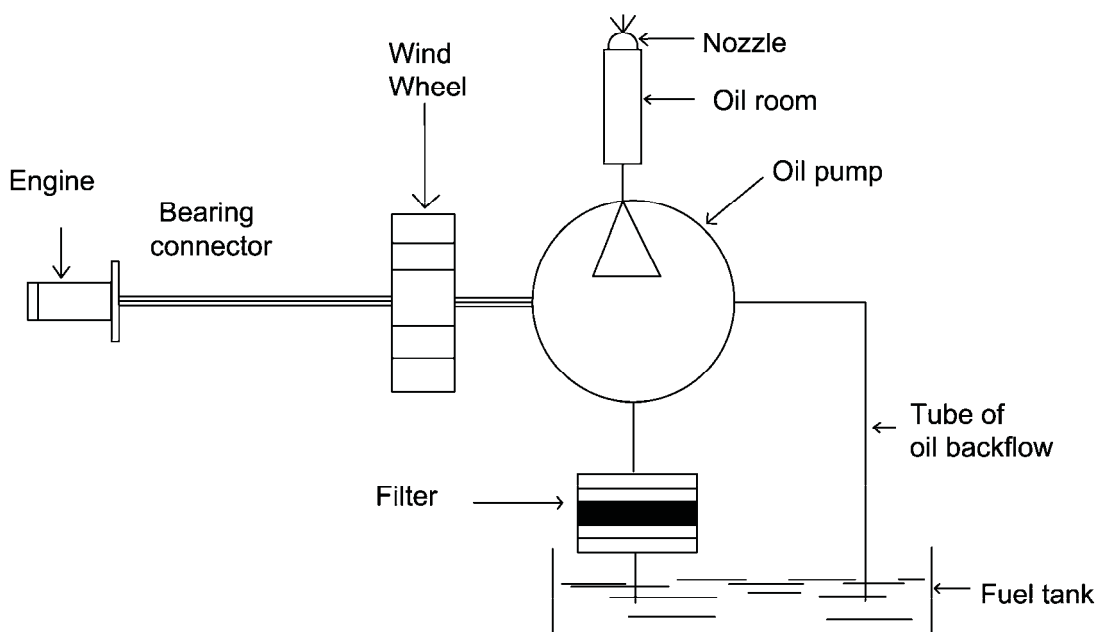 Nozzle
Wind
Wheel
Oil room
Oil pump
Engine
Bearing
connector
Tube of
oil backflow
Filter
Fuel tank